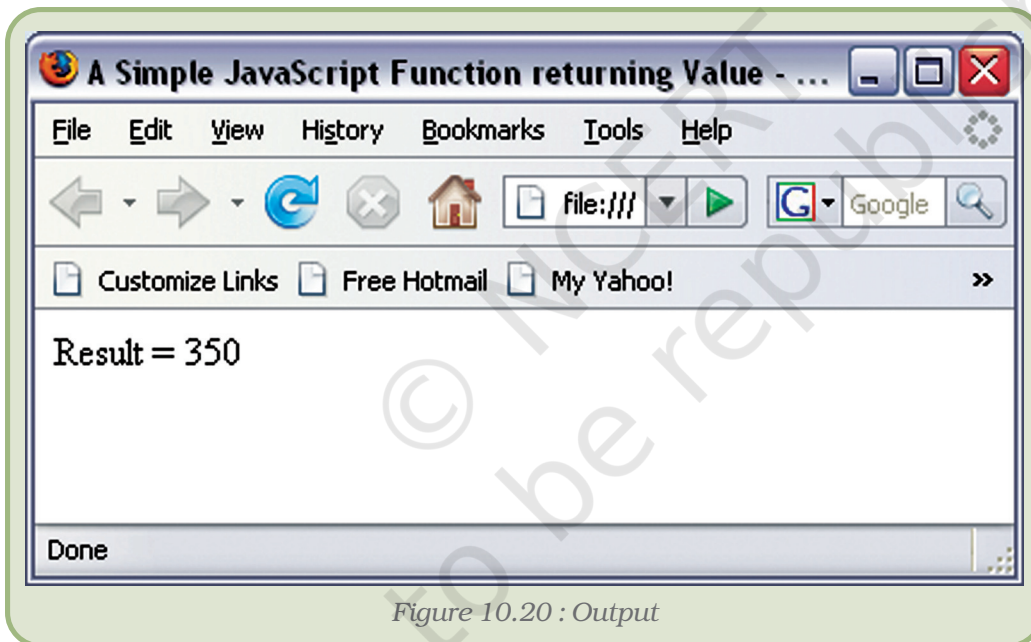 A Simple JavaScript Function returning Value - ...
File Edit View History Bookmarks Tools Help
file:/// G Google
Customize Links Free Hotmail My Yahoo! »
Result = 350
Done
Figure 10.20 : Output
© NCERT
to be republis